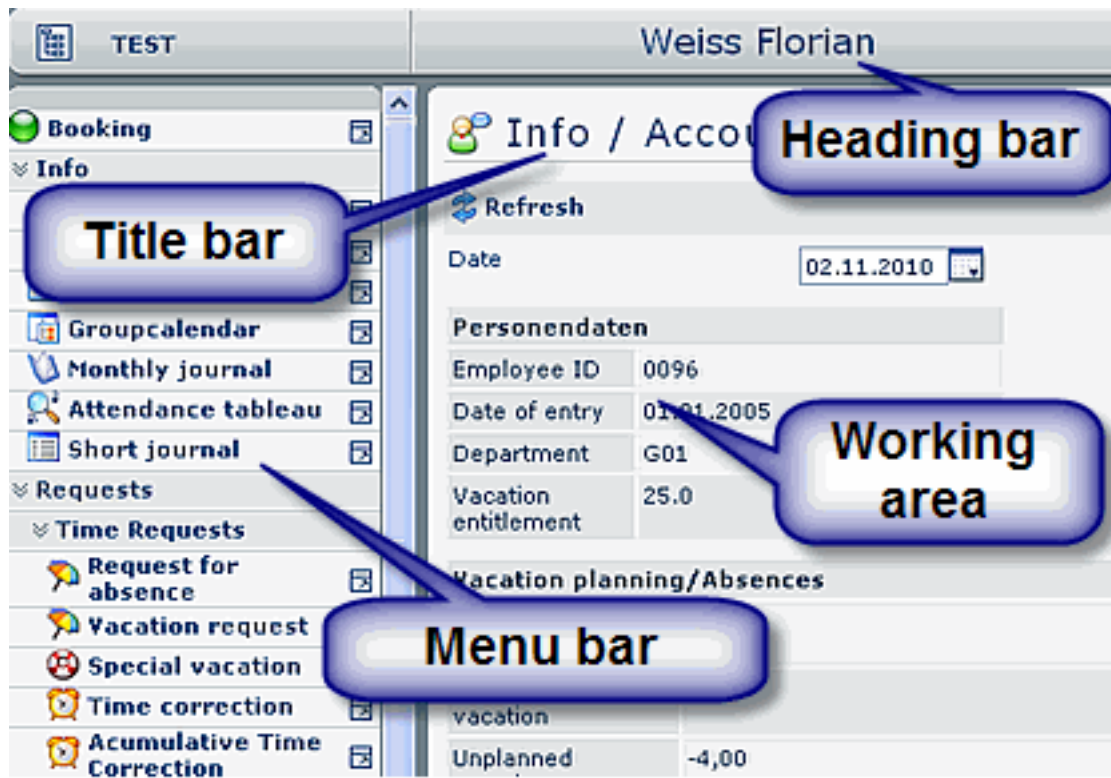 TEST
Weiss Florian
Booking
Info
Groupcalendar
Monthly journal
Attendance tableau
Short journal
Requests
Time Requests
Request for
absence
Vacation request
Special vacation
Time correction
Acumulative Time
Correction
Info / Accou
Refresh
Date 02.11.2010
Personendaten
Employee ID 0096
Date of entry 01.01.2005
Department G01
Vacation 25.0
entitlement
Vacation planning/Absences
vacation
Unplanned -4,00
Heading bar
Title bar
Working
area
Menu bar